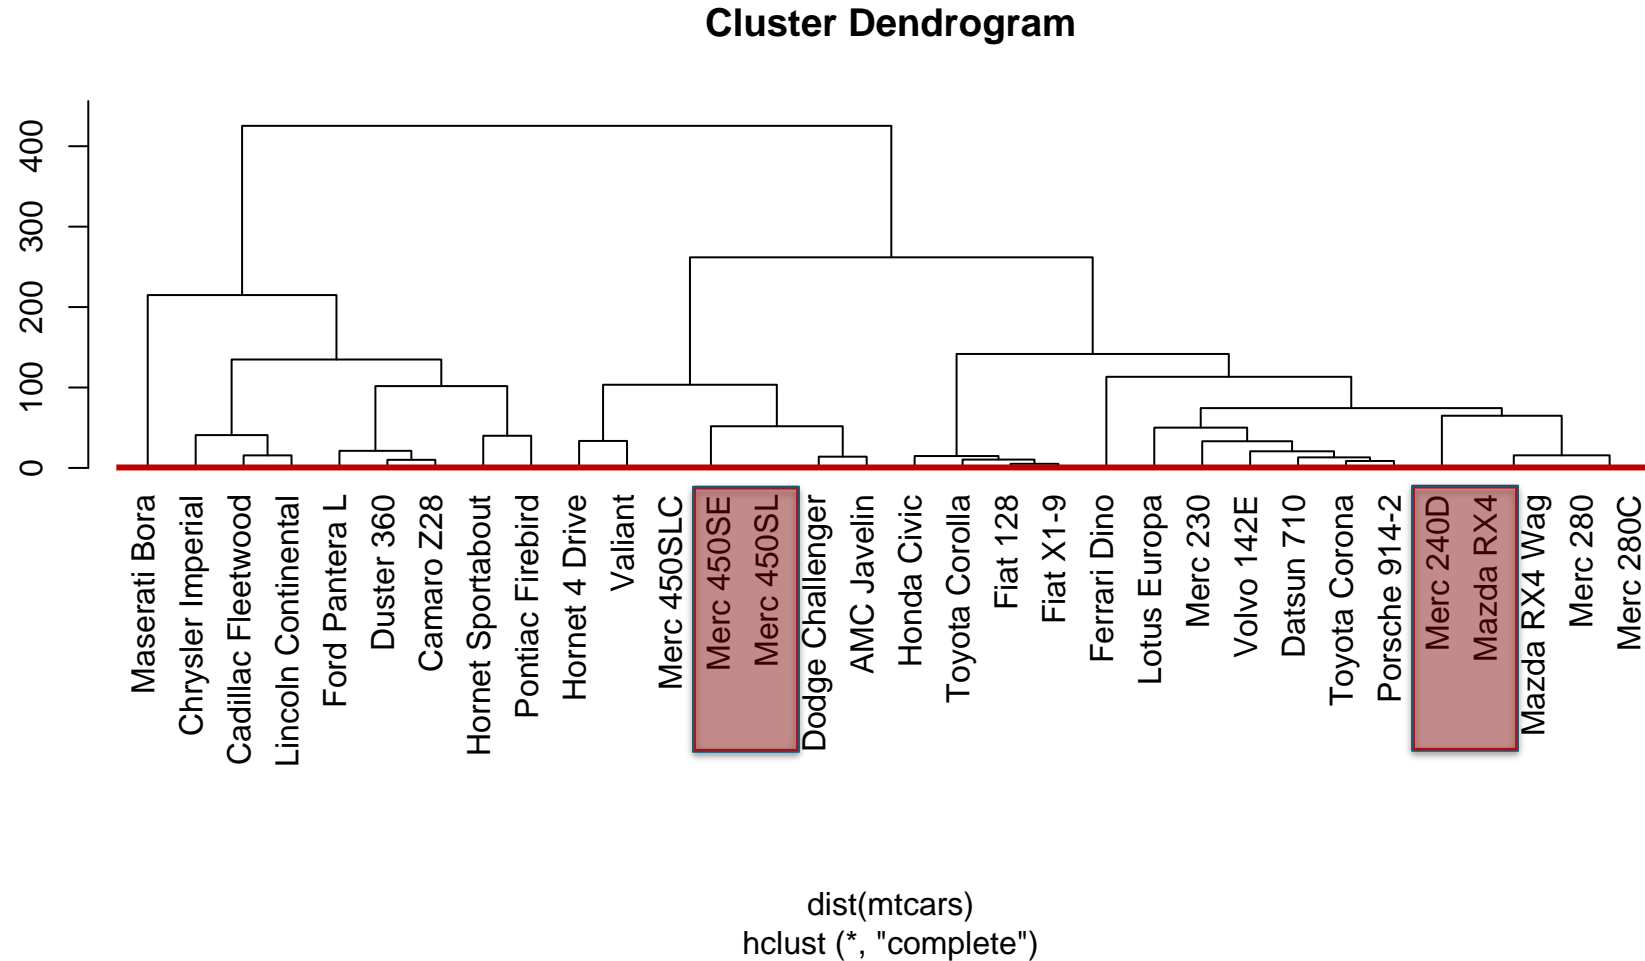 Cluster Dendrogram
400
300
200
100
0
Maserati Bora
Chrysler Imperial
Cadillac Fleetwood
Lincoln Continental
Ford Pantera L
Duster 360
Camaro Z28
Hornet Sportabout
Pontiac Firebird
Hornet 4 Drive
Valiant
Merc 450SLC
Merc 450SE
Merc 450SL
Dodge Challenger
AMC Javelin
Honda Civic
Toyota Corolla
Fiat 128
Fiat X1-9
Ferrari Dino
Lotus Europa
Merc 230
Volvo 142E
Datsun 710
Toyota Corona
Porsche 914-2
Merc 240D
Mazda RX4
Mazda RX4 Wag
Merc 280
Merc 280C
dist(mtcars)
hclust (*, "complete")